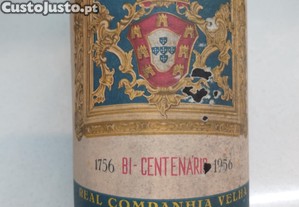 CustoJusto.pt
1756 BI-CENTENARIO 1956
REAL COMPANHIA VELHA